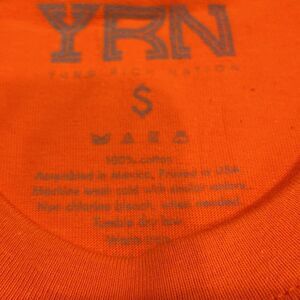 YRN
YUNG RICH NATION
S
100% cotton
Assembled in Mexico, Printed in USA
Machine wash cold with similar colors.
Non-chlorine bleach, when needed.
Tumble dry low.